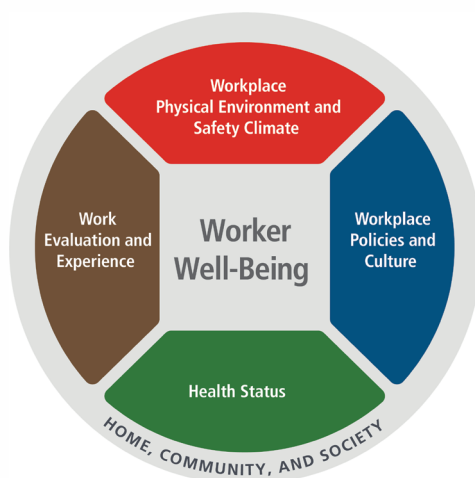 Workplace
Physical Environment and
Safety Climate
Work
Evaluation and
Experience
Worker
Well-Being
Workplace
Policies and
Culture
Health Status
HOME, COMMUNITY, AND SOCIETY